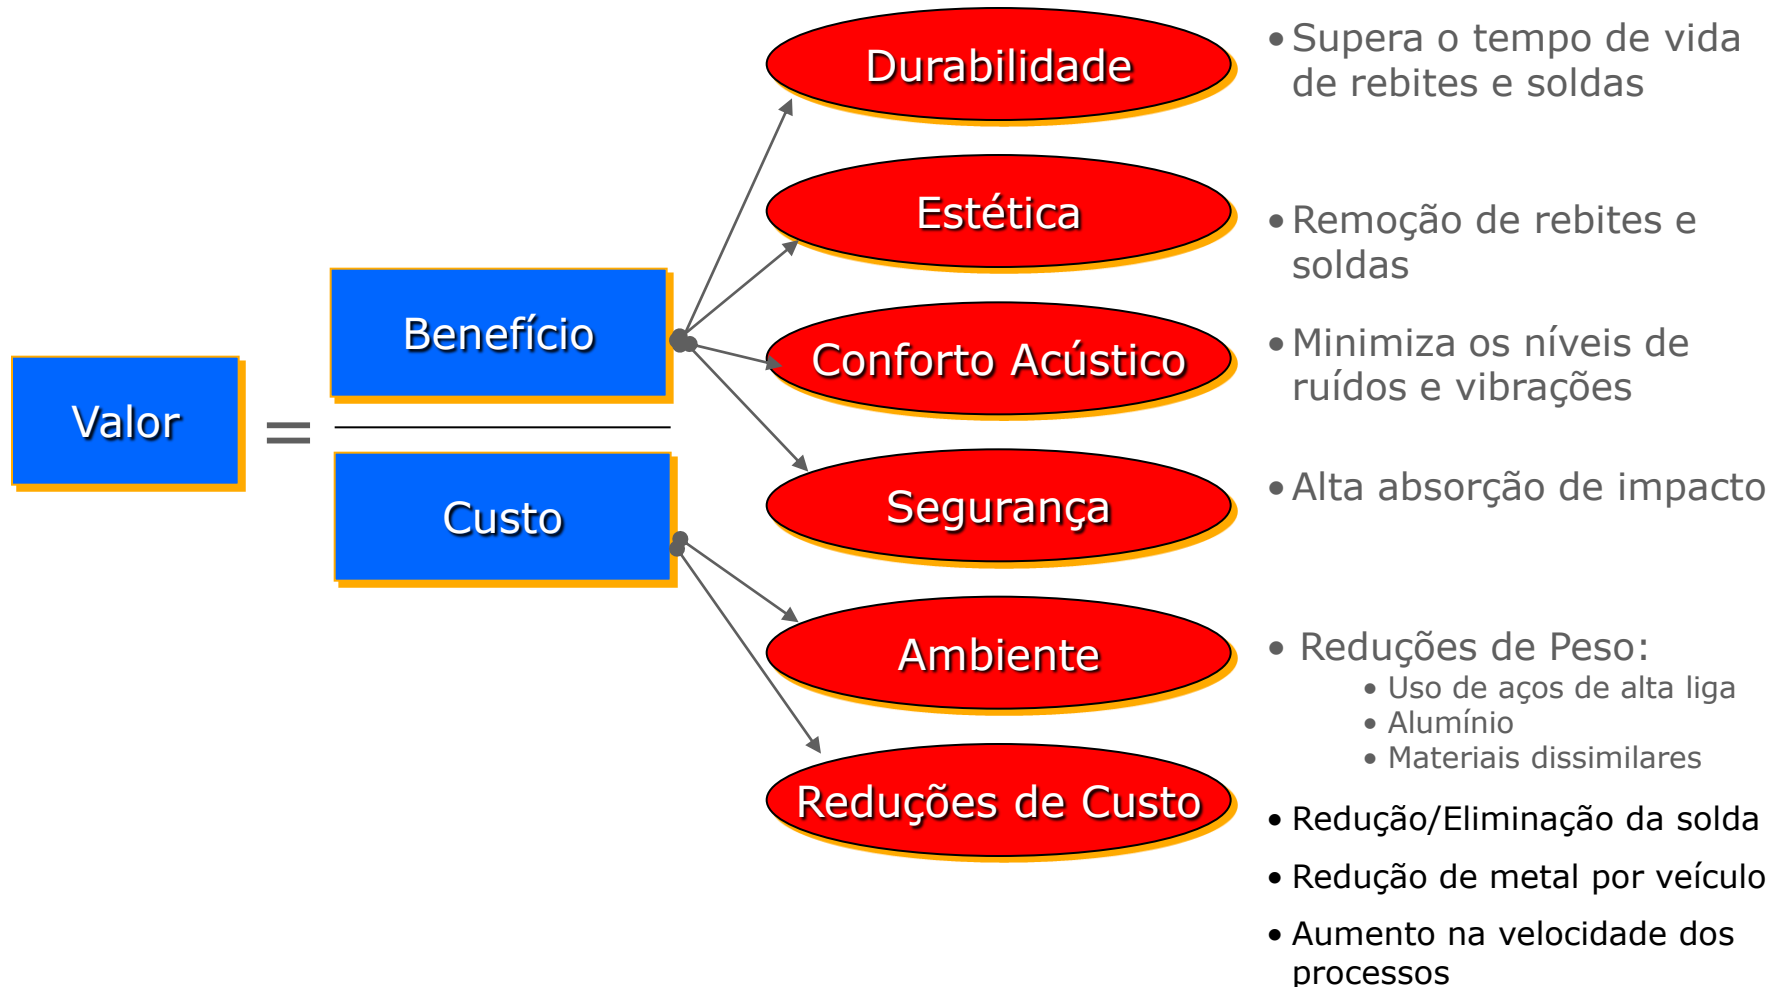 Durabilidade
• Supera o tempo de vida
de rebites e soldas
Estética
• Remoção de rebites e
soldas
Benefício
Conforto Acústico
• Minimiza os níveis de
ruídos e vibrações
Valor
=
Custo
Segurança
• Alta absorção de impacto
Ambiente
• Reduções de Peso:
• Uso de aços de alta liga
• Alumínio
• Materiais dissimilares
Reduções de Custo
• Redução/Eliminação da solda
• Redução de metal por veículo
• Aumento na velocidade dos
processos